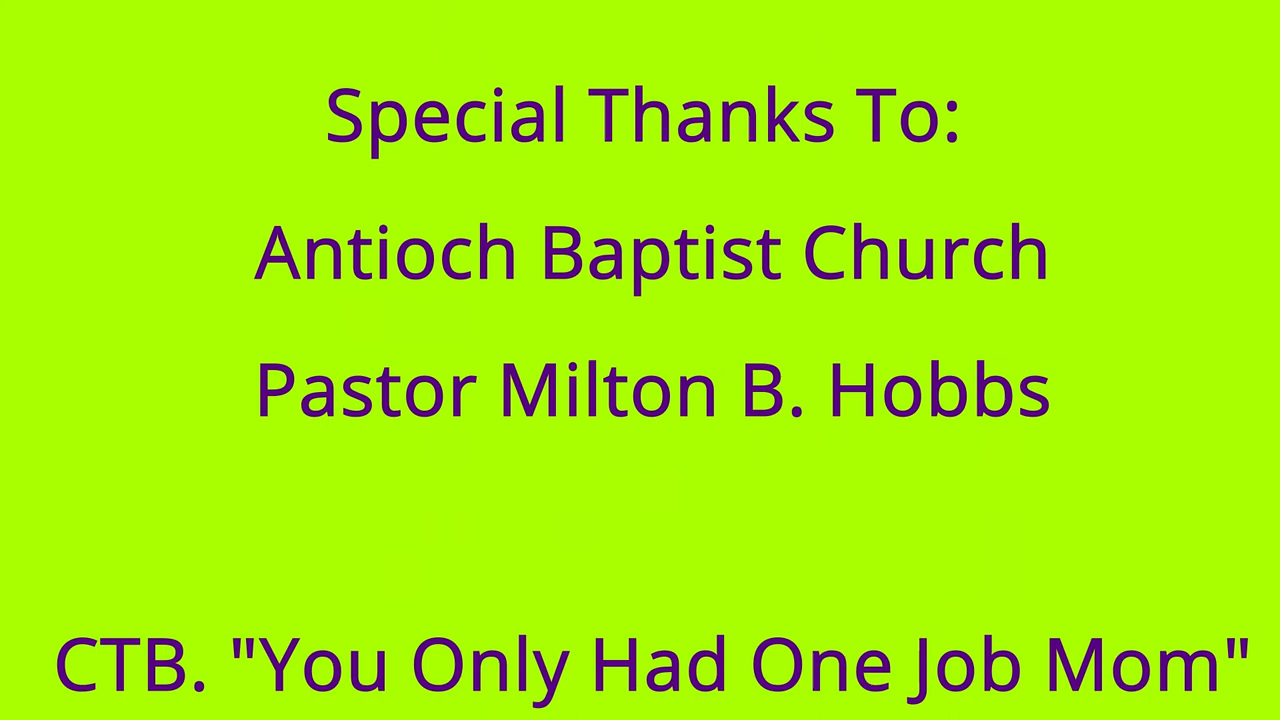 Special Thanks To:
Antioch Baptist Church
Pastor Milton B. Hobbs
CTB. "You Only Had One Job Mom"